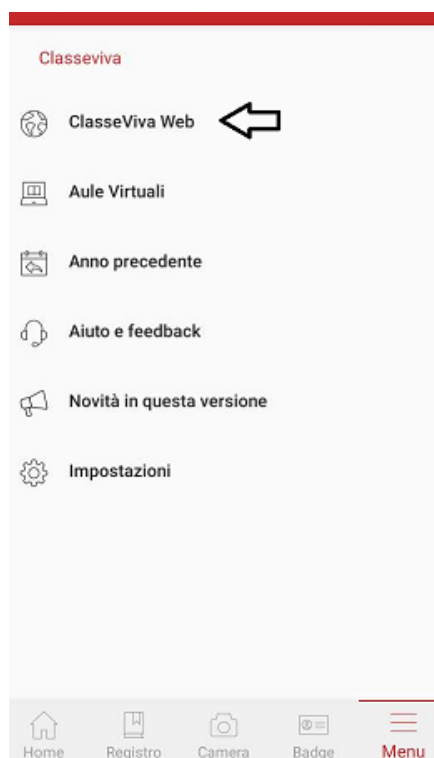 Classeviva
ClasseViva Web
Aule Virtuali
Anno precedente
Aiuto e feedback
Novità in questa versione
Impostazioni
Home Registro Camera Badge Menu